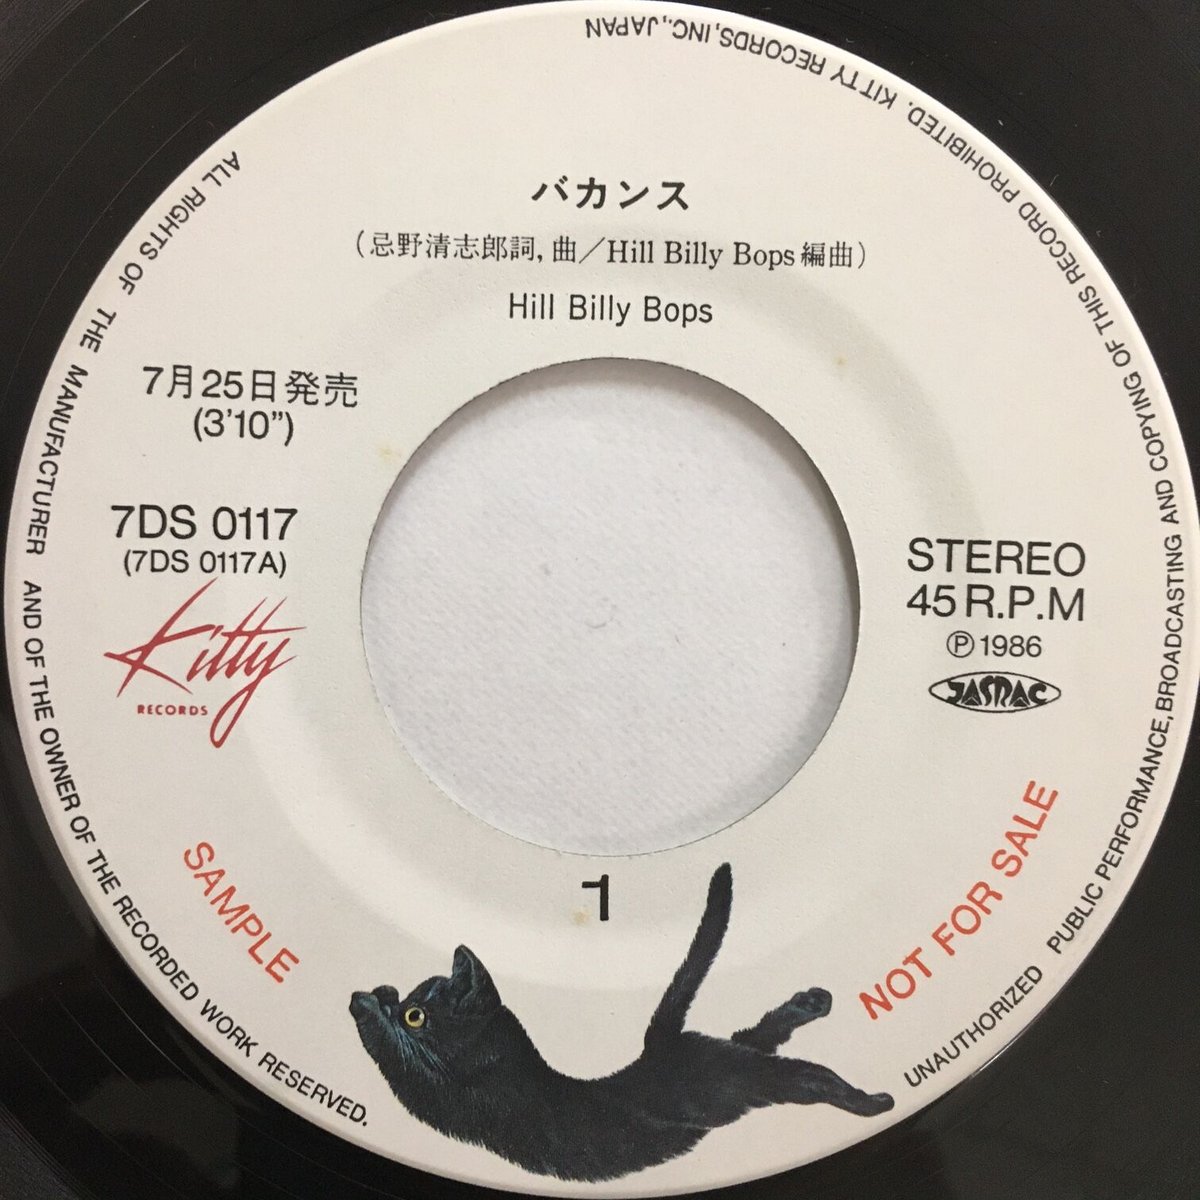 バカンス
(忌野清志郎詞,曲／Hill Billy Bops編曲)
Hill Billy Bops
7月25日発売
(3'10")
7DS 0117
(7DS 0117A)
Kitty
RECORDS
STEREO
45 R.P.M
Ⓟ1986
JASRAC
SAMPLE
NOT FOR SALE
1
ALL RIGHTS OF THE MANUFACTURER AND OF THE OWNER OF THE RECORDED WORK RESERVED.
UNAUTHORIZED PUBLIC PERFORMANCE, BROADCASTING AND COPYING OF THIS RECORD PROHIBITED. KITTY RECORDS, INC., JAPAN